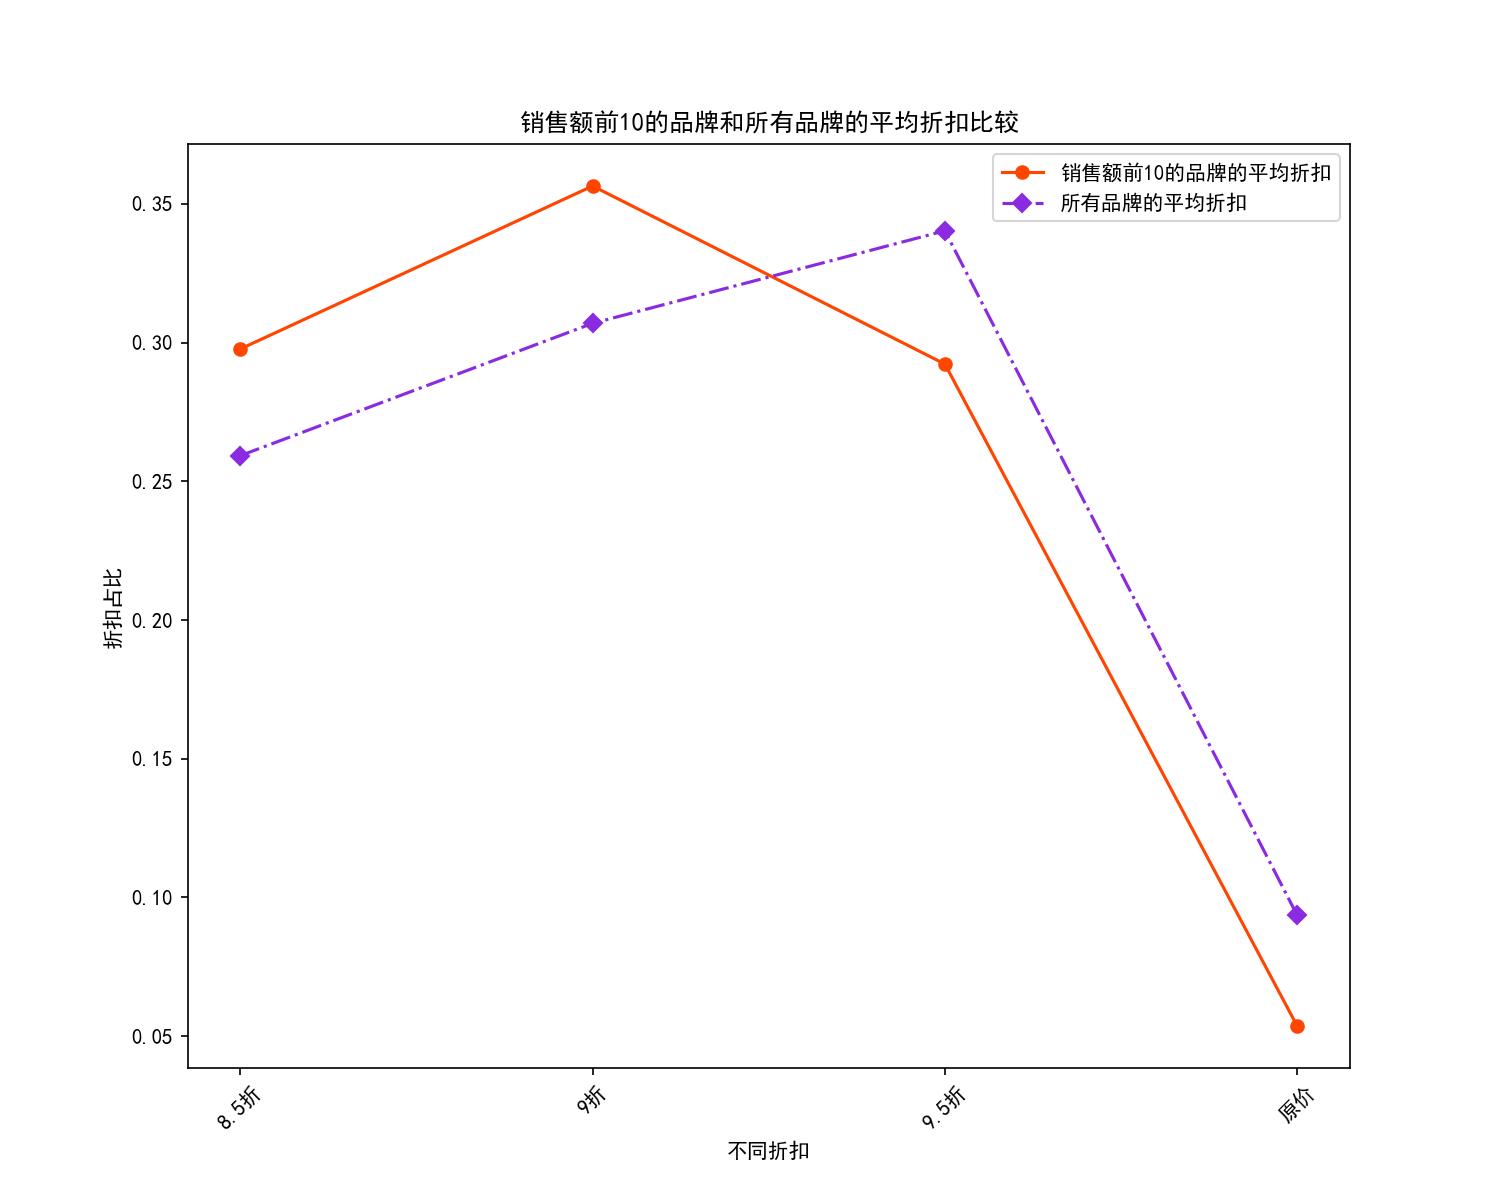 销售额前10的品牌和所有品牌的平均折扣比较
销售额前10的品牌的平均折扣
所有品牌的平均折扣
0.35
0.30
0.25
0.20
0.15
0.10
0.05
折扣占比
8.5折
9折
9.5折
原价
不同折扣